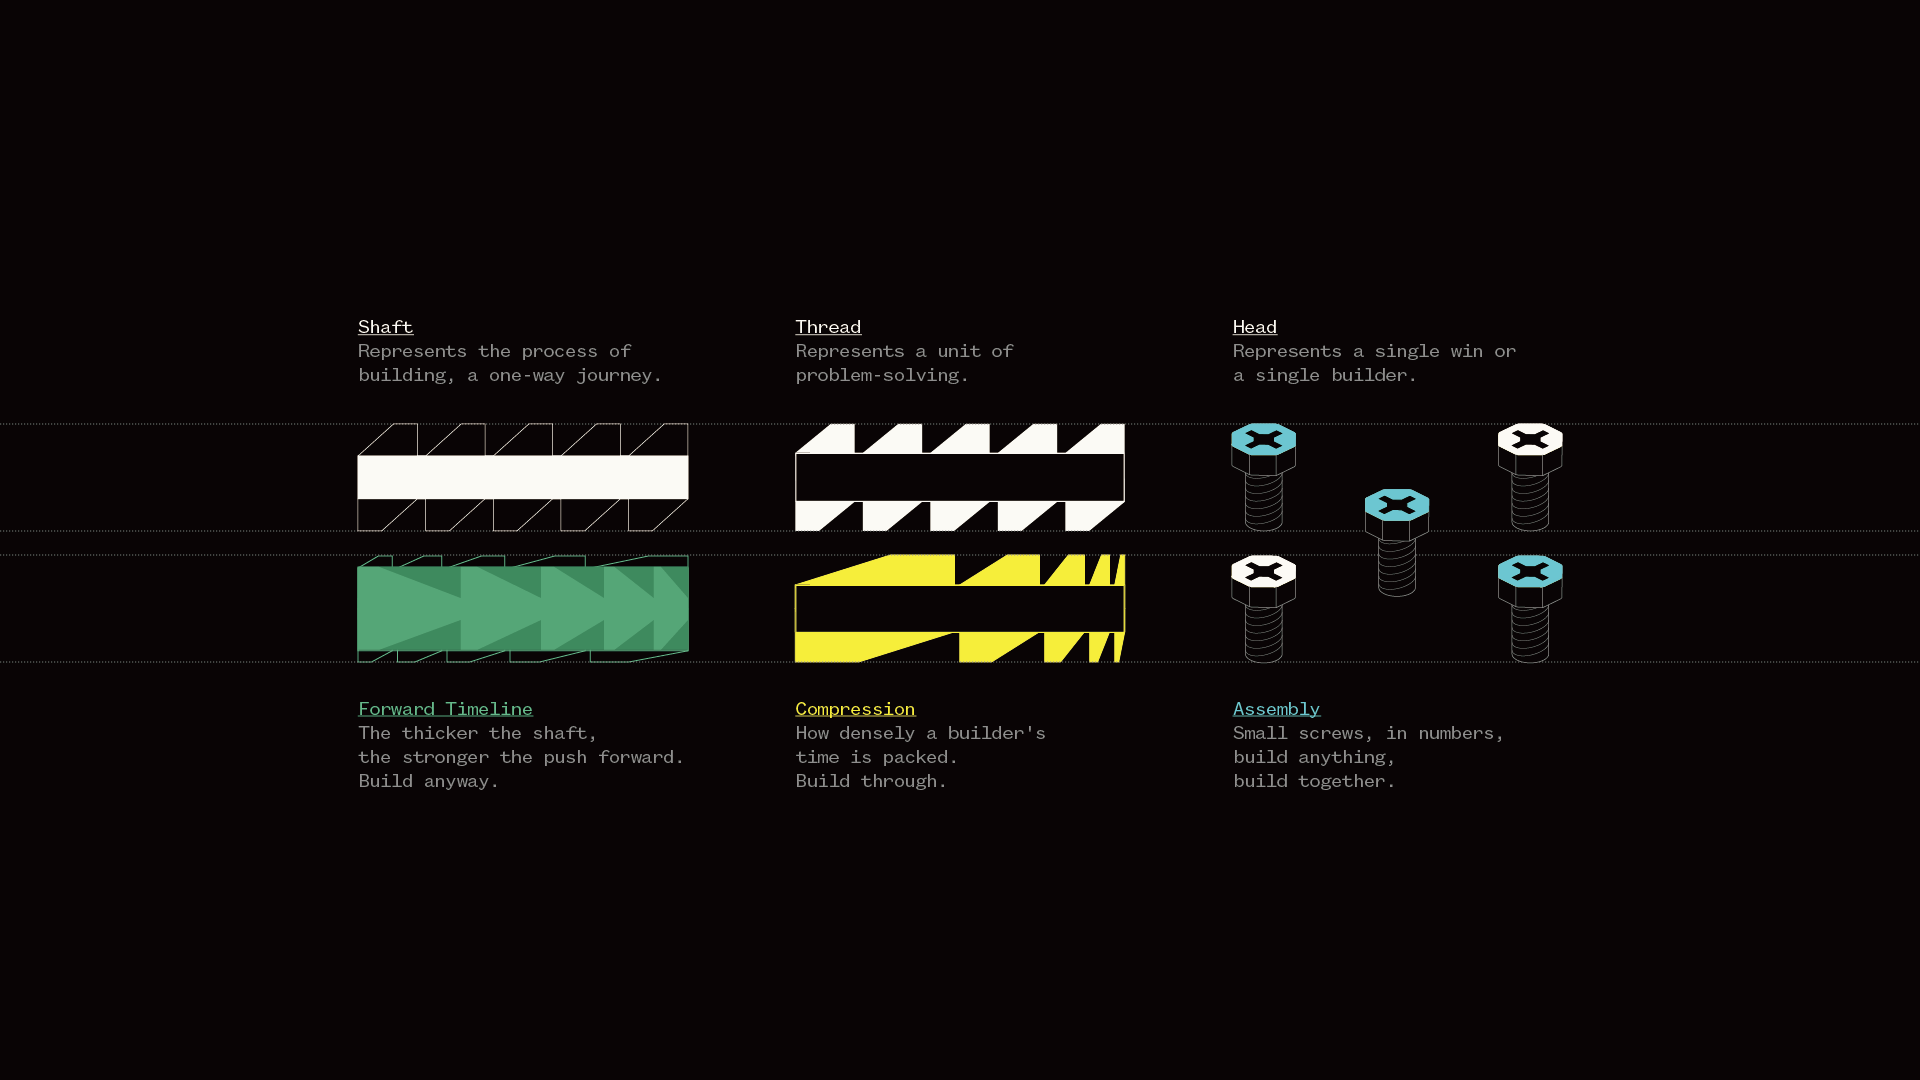 Shaft
Represents the process of
building, a one-way journey.
Thread
Represents a unit of
problem-solving.
Head
Represents a single win or
a single builder.
Forward Timeline
The thicker the shaft,
the stronger the push forward.
Build anyway.
Compression
How densely a builder's
time is packed.
Build through.
Assembly
Small screws, in numbers,
build anything,
build together.